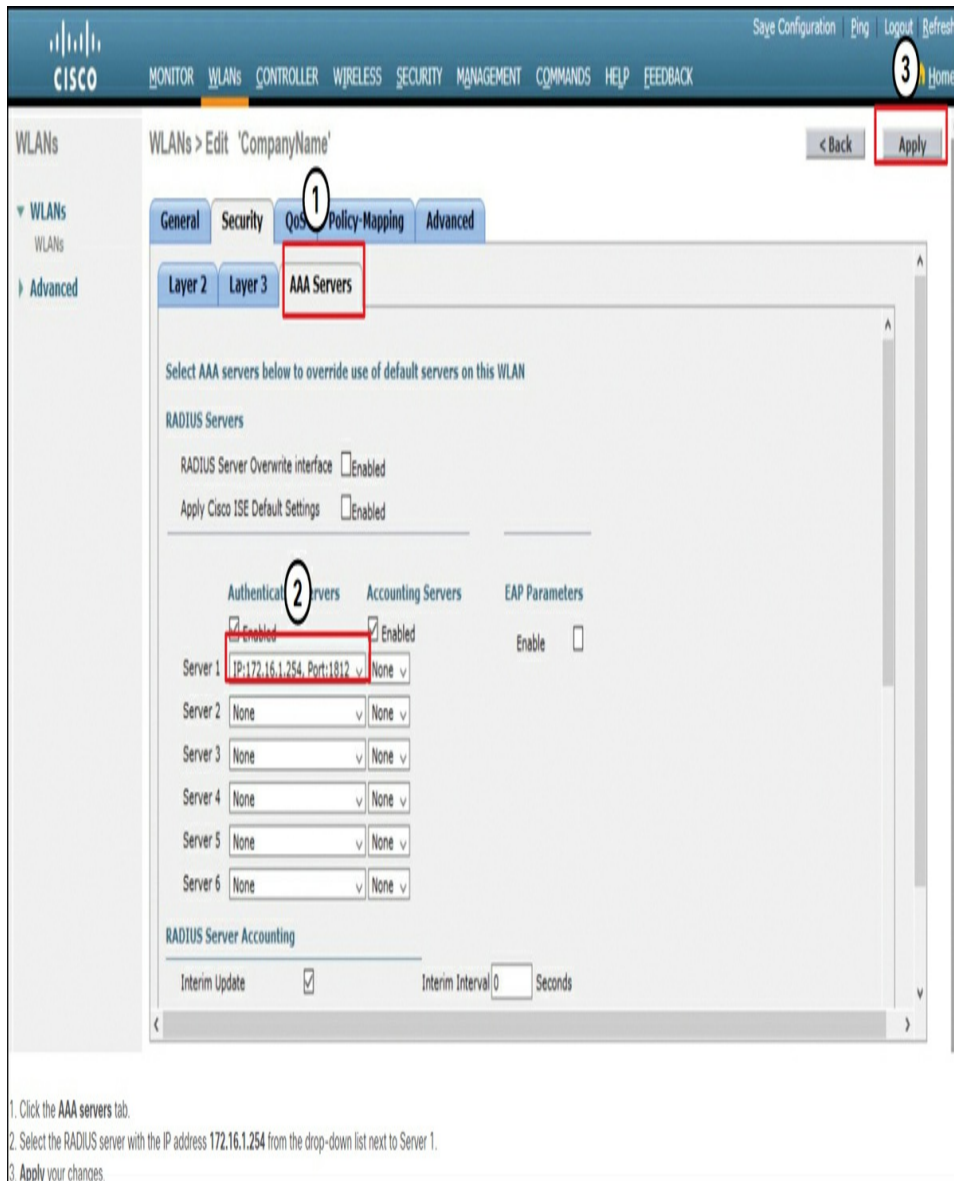 Save Configuration Ping Logout Refresh
CISCO
MONITOR WLANs CONTROLLER WIRELESS SECURITY MANAGEMENT COMMANDS HELP FEEDBACK
3
Home
WLANs
WLANs > Edit 'CompanyName'
< Back
Apply
WLANs
WLANs
Advanced
1
General Security QoS Policy-Mapping Advanced
Layer 2 Layer 3 AAA Servers
Select AAA servers below to override use of default servers on this WLAN
RADIUS Servers
RADIUS Server Overwrite interface Enabled
Apply Cisco ISE Default Settings Enabled
2
Authenticat ervers Accounting Servers EAP Parameters
Enabled Enabled
Enable
Server 1 IP:172.16.1.254, Port:1812 None
Server 2 None None
Server 3 None None
Server 4 None None
Server 5 None None
Server 6 None None
RADIUS Server Accounting
Interim Update Interim Interval 0 Seconds
1. Click the AAA servers tab.
2. Select the RADIUS server with the IP address 172.16.1.254 from the drop-down list next to Server 1.
3. Apply your changes.